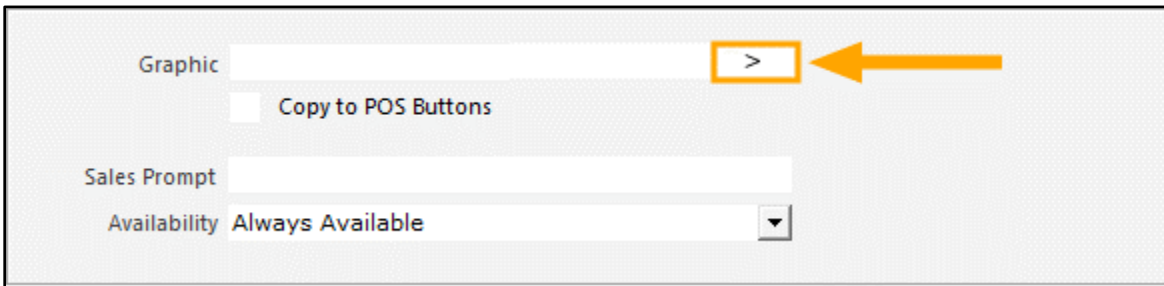 Graphic >
Copy to POS Buttons
Sales Prompt
Availability Always Available